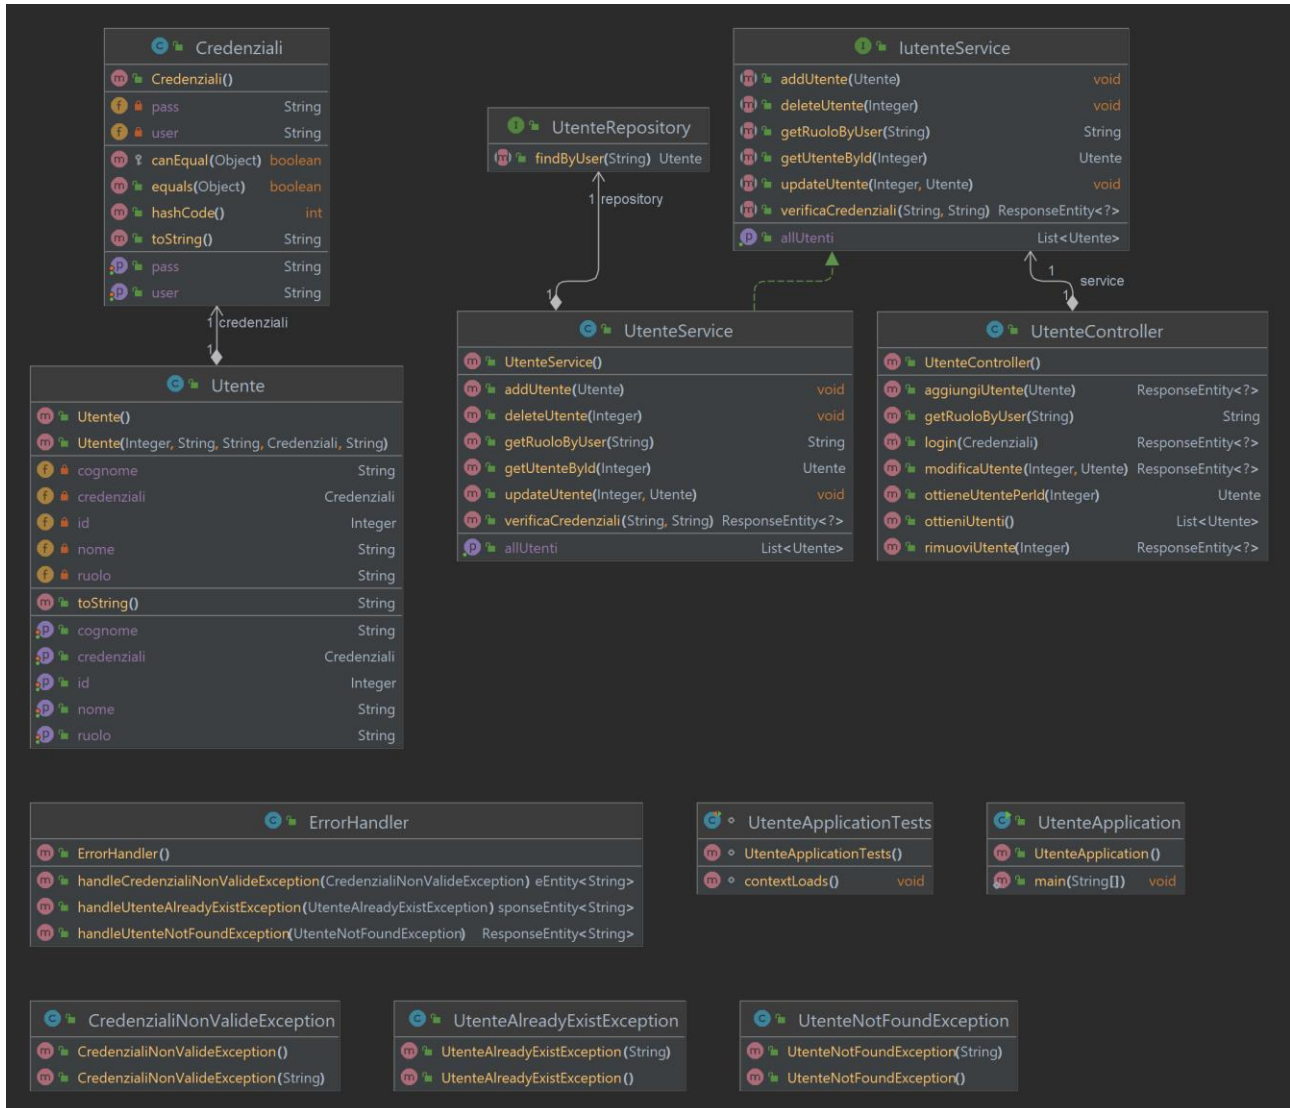 Credenziali
Credenziali()
pass String
user String
canEqual(Object) boolean
equals(Object) boolean
hashCode() int
toString() String
pass String
user String
1 credenziali
1
Utente
Utente()
Utente(Integer, String, String, Credenziali, String)
cognome String
credenziali Credenziali
id Integer
nome String
ruolo String
toString() String
cognome String
credenziali Credenziali
id Integer
nome String
ruolo String
UtenteRepository
findByUser(String) Utente
1 repository
1
IutenteService
addUtente(Utente) void
deleteUtente(Integer) void
getRuoloByUser(String) String
getUtenteById(Integer) Utente
updateUtente(Integer, Utente) void
verificaCredenziali(String, String) ResponseEntity<?>
allUtenti List<Utente>
1
service
1
UtenteService
UtenteService()
addUtente(Utente) void
deleteUtente(Integer) void
getRuoloByUser(String) String
getUtenteById(Integer) Utente
updateUtente(Integer, Utente) void
verificaCredenziali(String, String) ResponseEntity<?>
allUtenti List<Utente>
UtenteController
UtenteController()
aggiungiUtente(Utente) ResponseEntity<?>
getRuoloByUser(String) String
login(Credenziali) ResponseEntity<?>
modificaUtente(Integer, Utente) ResponseEntity<?>
ottieneUtentePerId(Integer) Utente
ottieniUtenti() List<Utente>
rimuoviUtente(Integer) ResponseEntity<?>
ErrorHandler
ErrorHandler()
handleCredenzialiNonValideException(CredenzialiNonValideException) eEntity<String>
handleUtenteAlreadyExistException(UtenteAlreadyExistException) sponseEntity<String>
handleUtenteNotFoundException(UtenteNotFoundException) ResponseEntity<String>
UtenteApplicationTests
UtenteApplicationTests()
contextLoads() void
UtenteApplication
UtenteApplication()
main(String[]) void
CredenzialiNonValideException
CredenzialiNonValideException()
CredenzialiNonValideException(String)
UtenteAlreadyExistException
UtenteAlreadyExistException(String)
UtenteAlreadyExistException()
UtenteNotFoundException
UtenteNotFoundException(String)
UtenteNotFoundException()